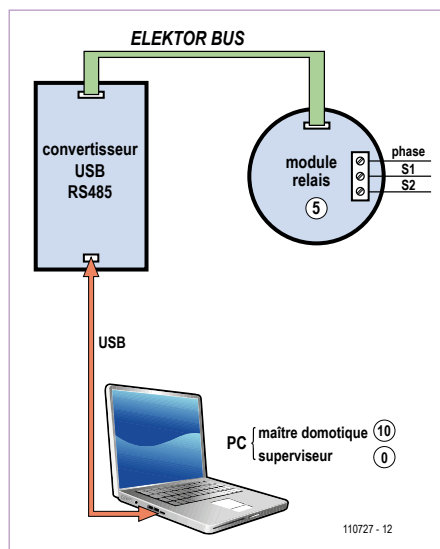 ELEKTOR BUS
convertisseur
USB
RS485
module
relais
5
phase
S1
S2
USB
PC { maître domotique 10
superviseur 0
110727 - 12